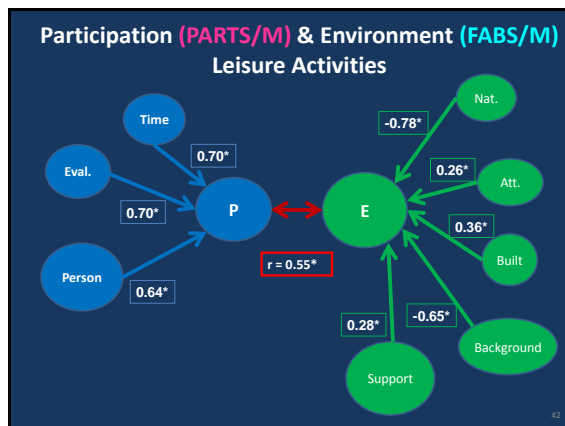 Participation (PARTS/M) & Environment (FABS/M)
Leisure Activities
Time
Nat.
-0.78*
0.70*
Eval.
0.26*
Att.
0.70*
P
E
0.36*
Built
r = 0.55*
Person
0.64*
0.28*
-0.65*
Background
Support
42